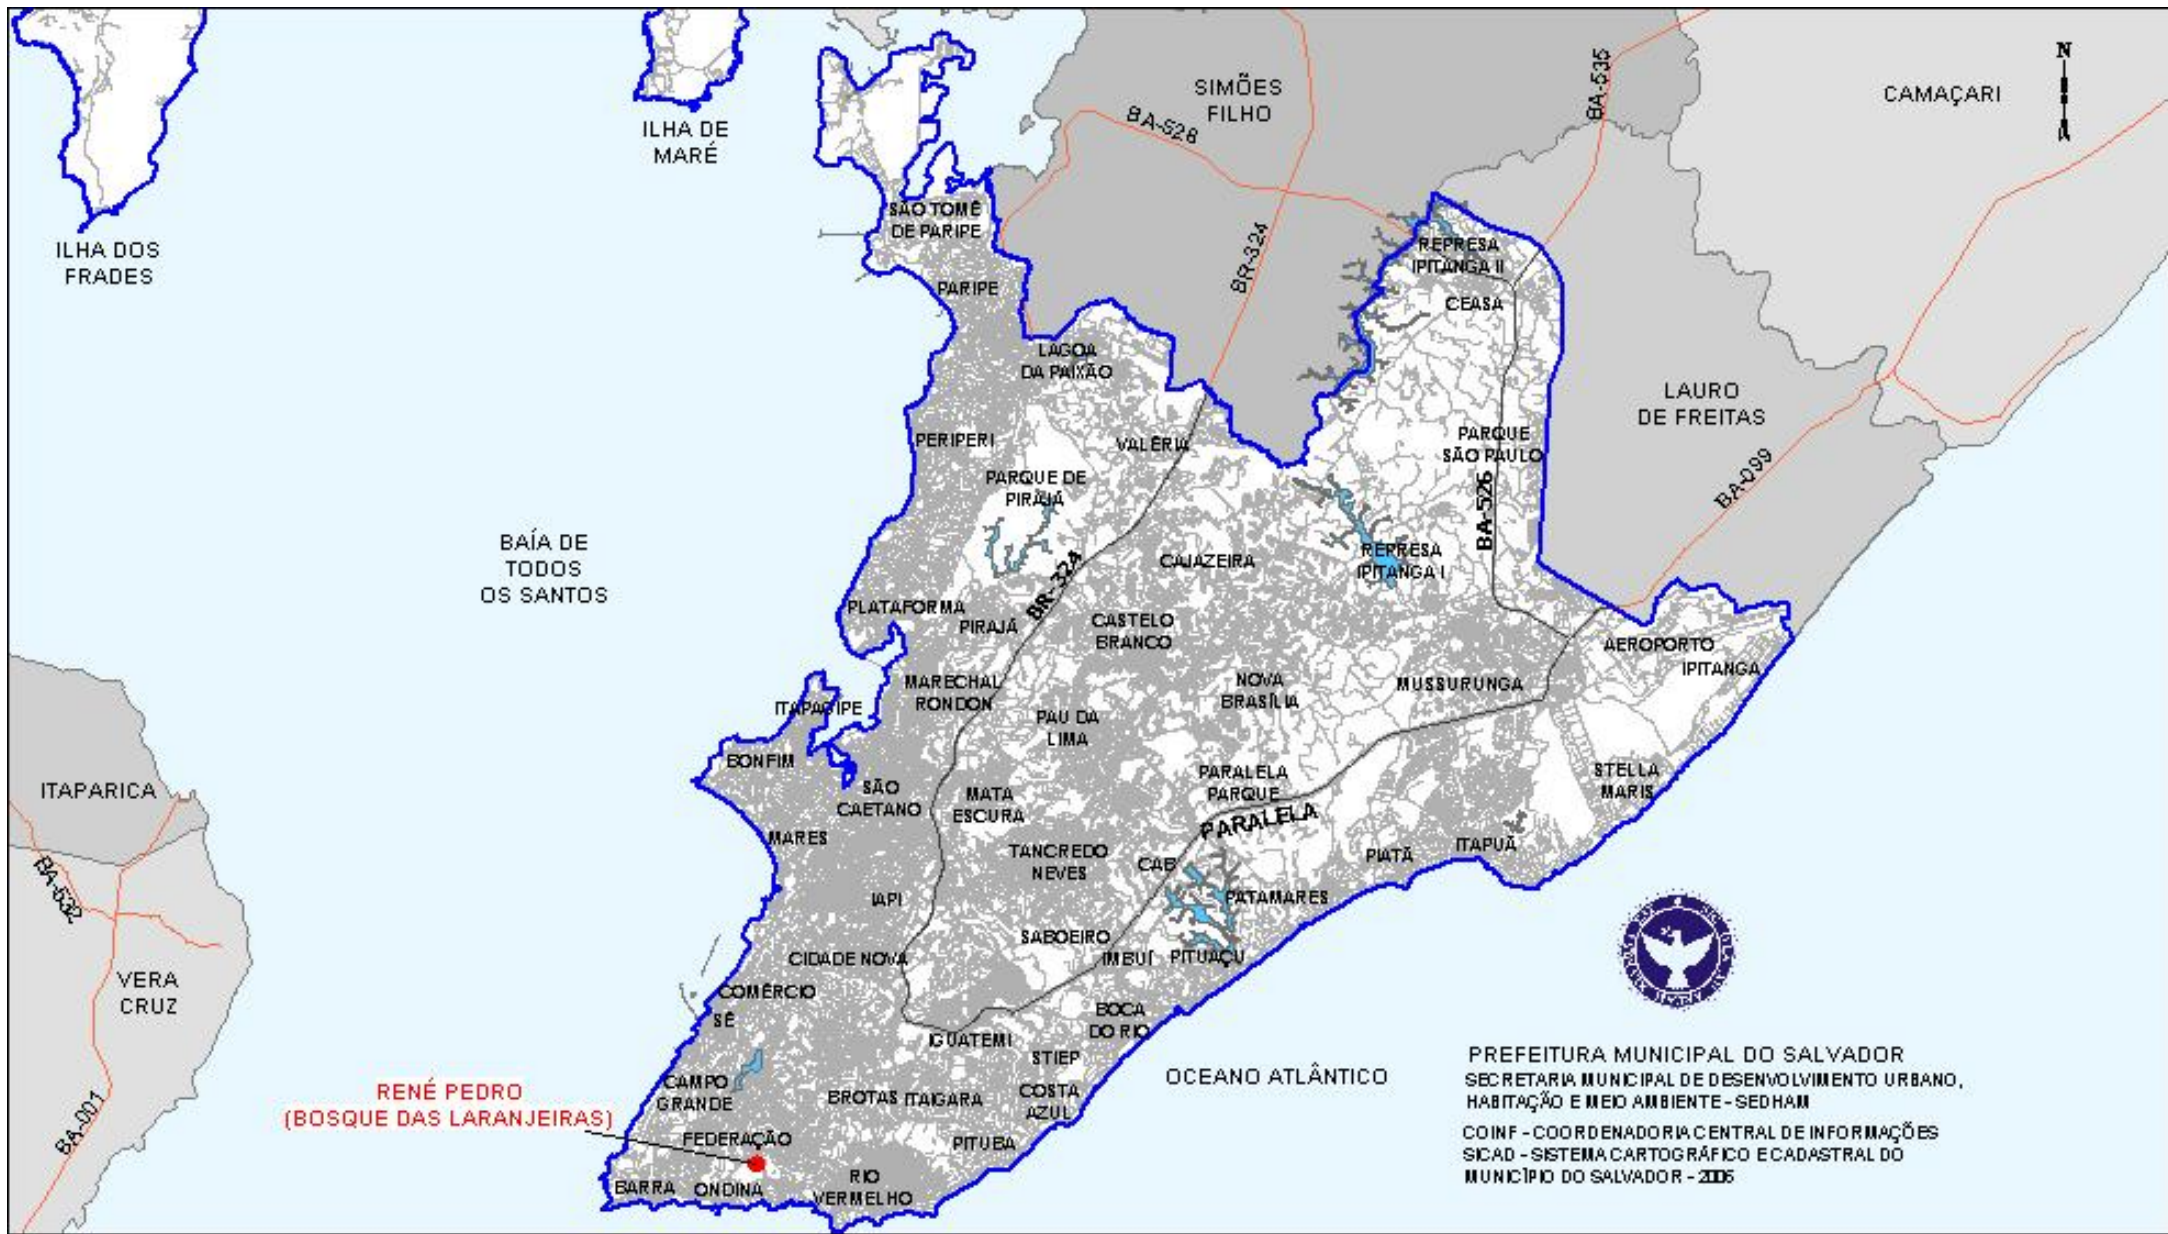 N
SIMÕES
FILHO
CAMAÇARI
BA-535
BA-526
ILHA DE
MARÉ
ILHA DOS
FRADES
SÃO TOMÉ
DE PARIPE
BR-324
REPRESA
IPITANGA II
PARIPE
CEASA
LAGOA
DA PAIXÃO
LAURO
DE FREITAS
PERIPERI
VALÉRIA
PARQUE
SÃO PAULO
PARQUE DE
PIRAJÁ
BA-099
BA-526
BAÍA DE
TODOS
OS SANTOS
CAJAZEIRA
REPRESA
IPITANGA I
BR-324
PLATAFORMA
PIRAJÁ
CASTELO
BRANCO
AEROPORTO
IPITANGA
MARECHAL
RONDON
NOVA
BRASÍLIA
MUSSURUNGA
ITAPAGIPE
PAU DA
LIMA
BONFIM
PARALELA
PARQUE
STELLA
MARIS
ITAPARICA
SÃO
CAETANO
MATA
ESCURA
PARALELA
MARES
TANCREDO
NEVES
CAB
PIATÃ
ITAPUÃ
BA-532
IAPI
PATAMARES
SABOEIRO
IMBUÍ
PITUAÇU
CIDADE NOVA
VERA
CRUZ
COMÉRCIO
SÉ
BOCA
DO RIO
IGUATEMI
STIEP
OCEANO ATLÂNTICO
PREFEITURA MUNICIPAL DO SALVADOR
SECRETARIA MUNICIPAL DE DESENVOLVIMENTO URBANO,
HABITAÇÃO E MEIO AMBIENTE - SEDHAM
COINF - COORDENADORIA CENTRAL DE INFORMAÇÕES
SICAD - SISTEMA CARTOGRÁFICO E CADASTRAL DO
MUNICÍPIO DO SALVADOR - 2006
CAMPO
GRANDE
BROTAS
ITAIGARA
COSTA
AZUL
RENÉ PEDRO
(BOSQUE DAS LARANJEIRAS)
BA-001
FEDERAÇÃO
PITUBA
BARRA
ONDINA
RIO
VERMELHO